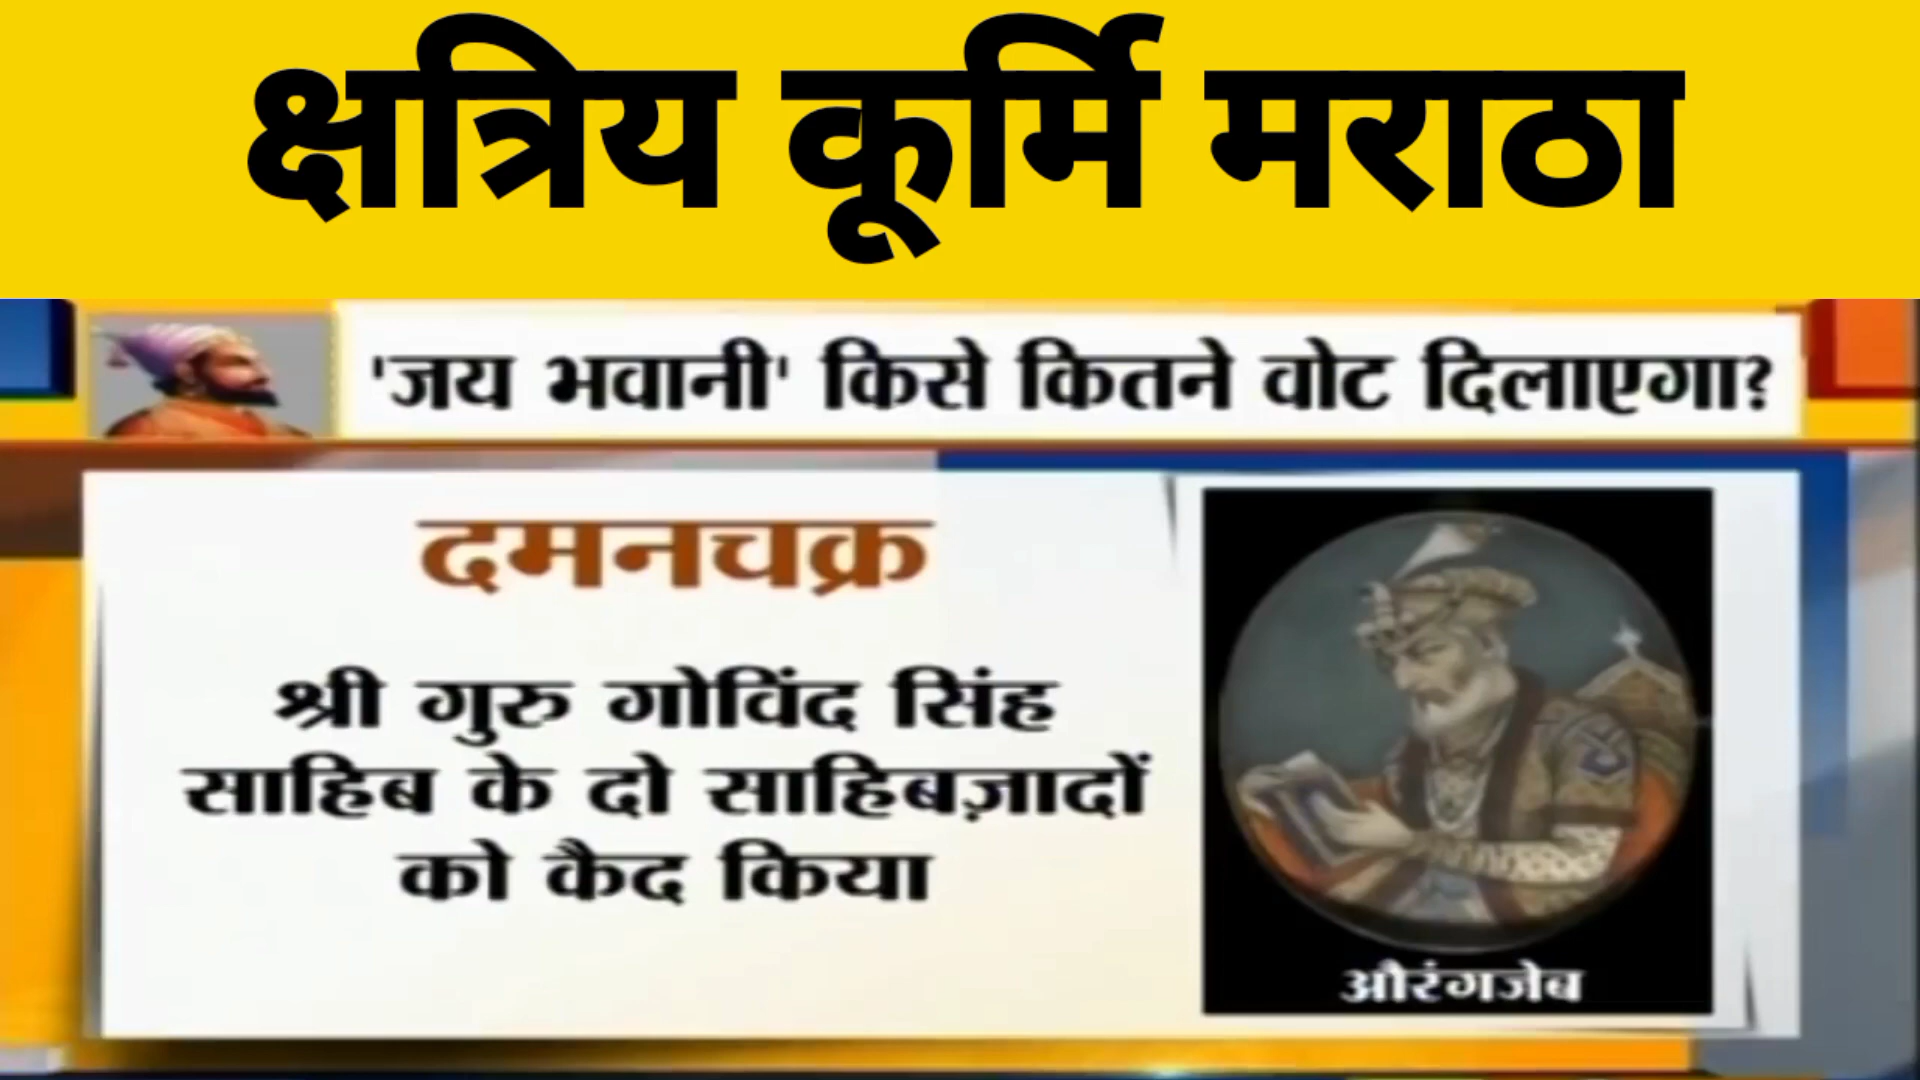 क्षत्रिय कूर्मि मराठा
'जय भवानी' किसे कितने वोट दिलाएगा?
दमनचक्र
श्री गुरु गोविंद सिंह
साहिब के दो साहिबज़ादों
को कैद किया
औरंगजेब